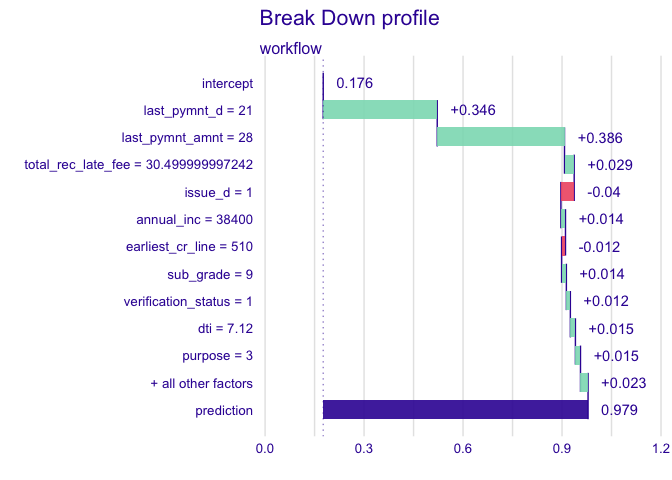 Break Down profile
workflow
intercept 0.176
last_pymnt_d = 21 +0.346
last_pymnt_amnt = 28 +0.386
total_rec_late_fee = 30.499999997242 +0.029
issue_d = 1 -0.04
annual_inc = 38400 +0.014
earliest_cr_line = 510 -0.012
sub_grade = 9 +0.014
verification_status = 1 +0.012
dti = 7.12 +0.015
purpose = 3 +0.015
+ all other factors +0.023
prediction 0.979
0.0 0.3 0.6 0.9 1.2